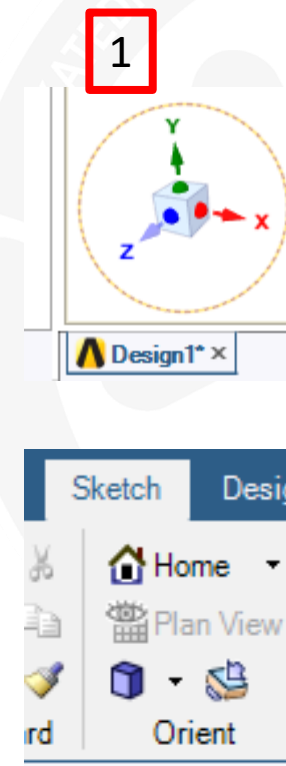 1
Y
X
Z
Design1* ×
Sketch Desig
Home
Plan View
rd Orient